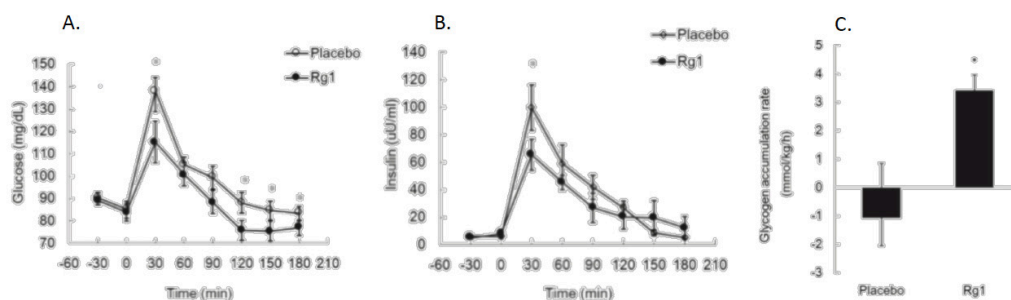 A.
Placebo
Rg1
Glucose (mg/dL)
150
140
130
120
110
100
90
80
70
-60 -30 0 30 60 90 120 150 180 210
Time (min)
B.
Placebo
Rg1
Insulin (uU/ml)
140
120
100
80
60
40
20
0
-60 -30 0 30 60 90 120 150 180 210
Time (min)
C.
Glycogen accumulation rate
(mmol/kg/h)
5
4
3
2
1
0
-1
-2
-3
*
Placebo Rg1